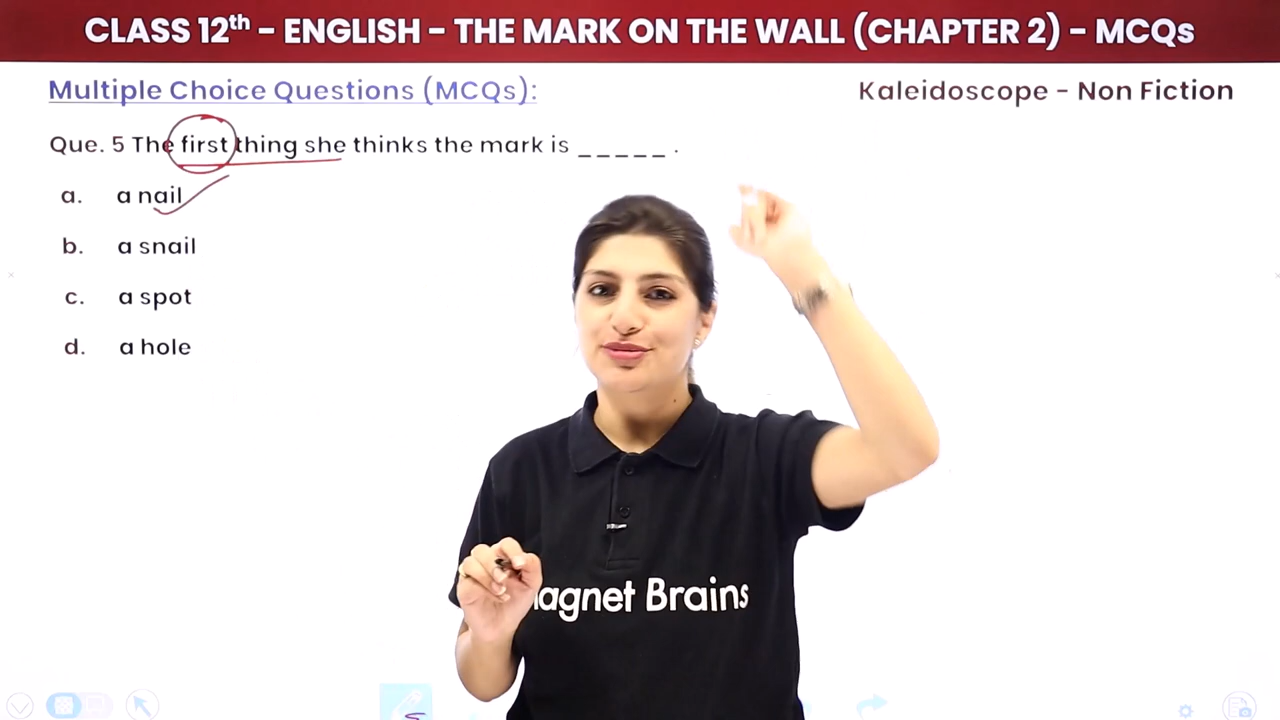 CLASS 12th - ENGLISH - THE MARK ON THE WALL (CHAPTER 2) - MCQs
Multiple Choice Questions (MCQs):
Kaleidoscope - Non Fiction
Que. 5 The first thing she thinks the mark is _____ .
a. a nail
b. a snail
c. a spot
d. a hole
agnet Brains